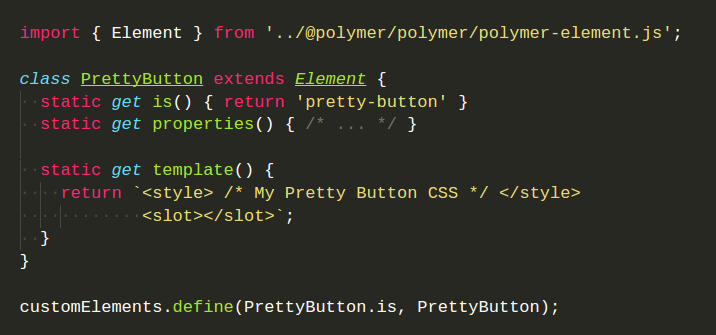 import { Element } from '../@polymer/polymer/polymer-element.js';
class PrettyButton extends Element {
  static get is() { return 'pretty-button' }
  static get properties() { /* ... */ }
  static get template() {
    return `<style> /* My Pretty Button CSS */ </style>
            <slot></slot>`;
  }
}
customElements.define(PrettyButton.is, PrettyButton);